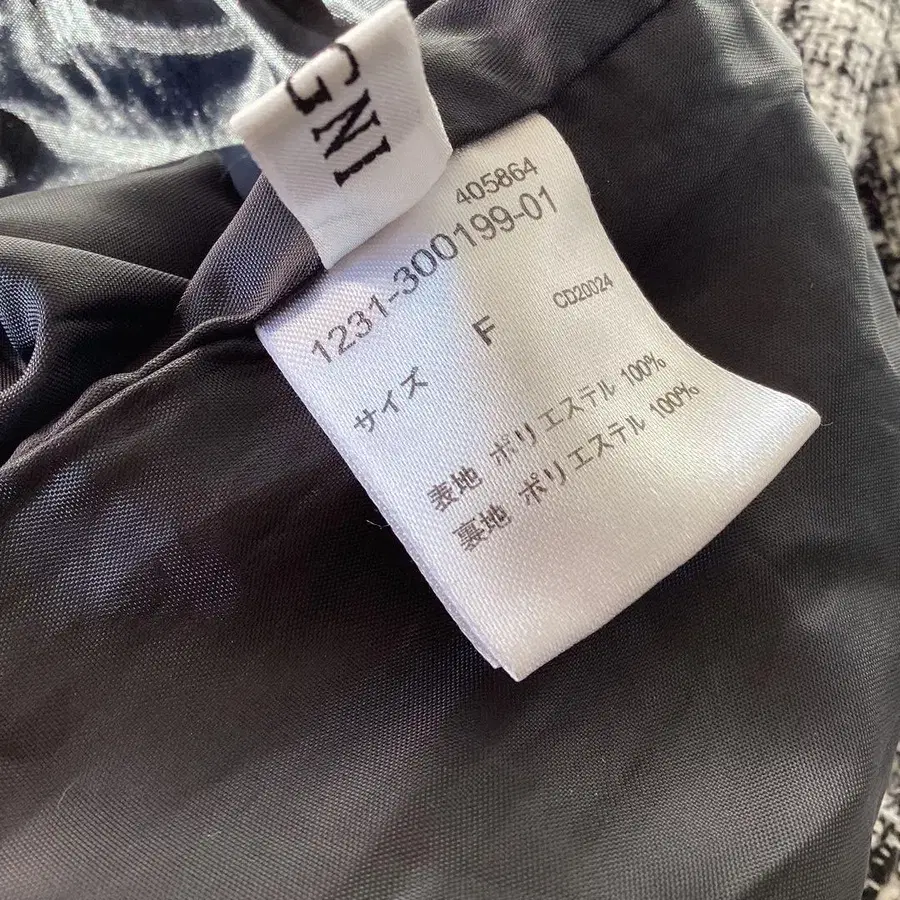 GNI
405864
1231-300199-01
サイズ F CD20024
表地 ポリエステル 100%
裏地 ポリエステル 100%